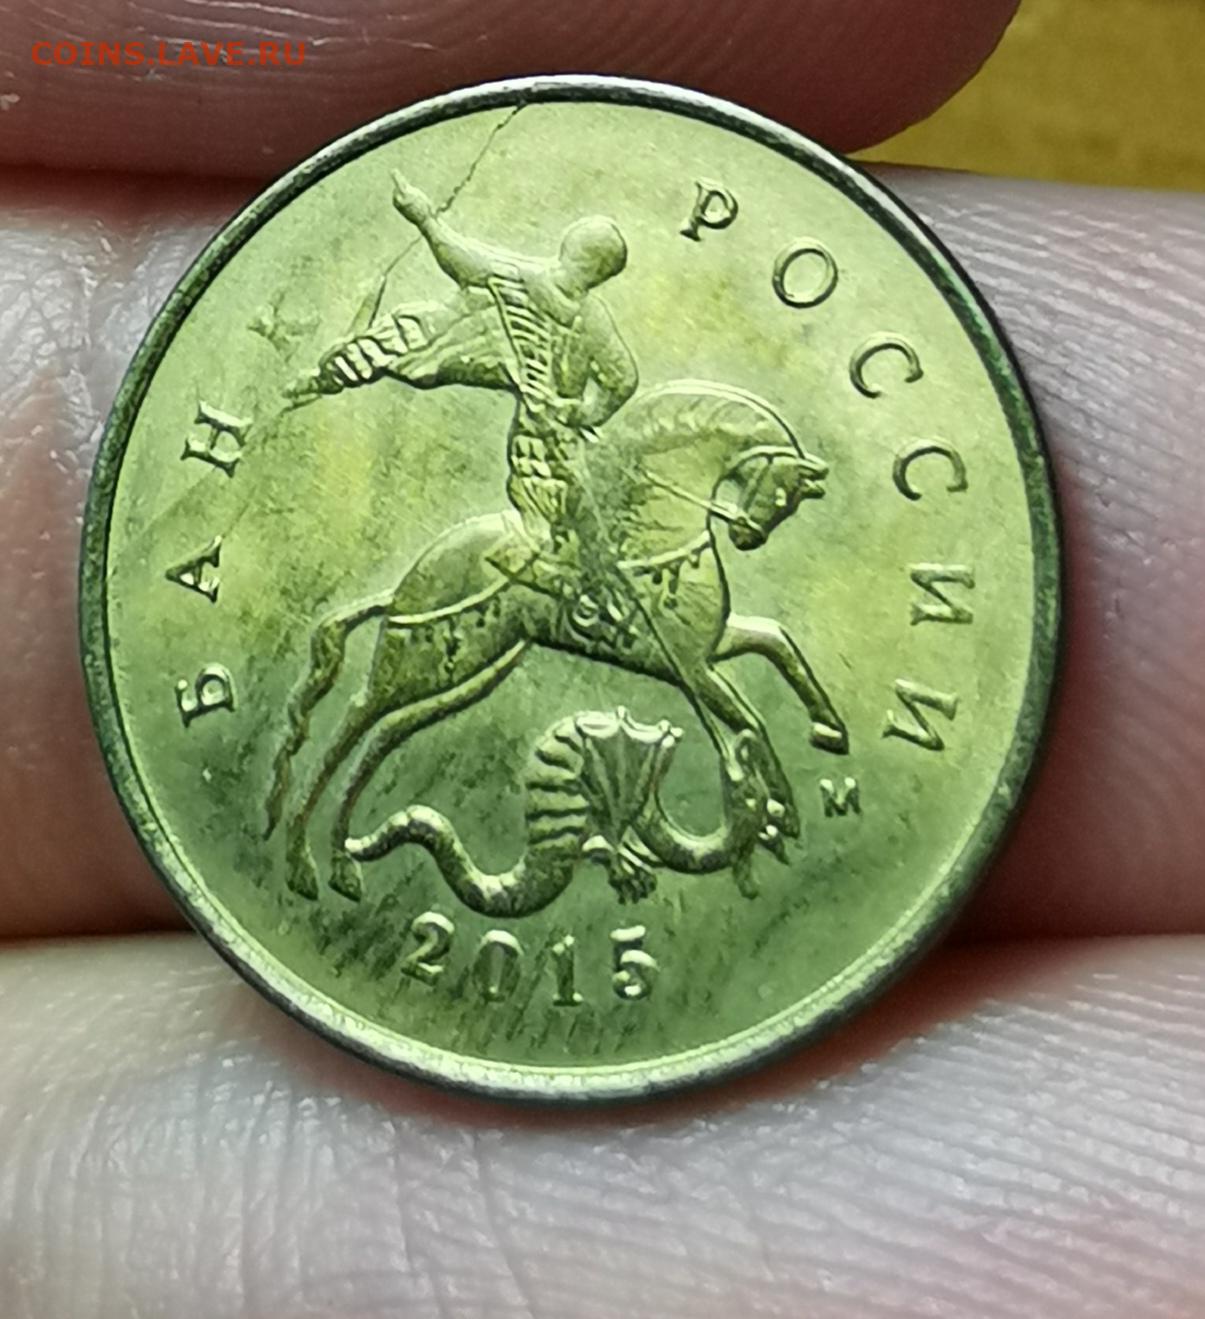 COINS.LAVE.RU
БАНК РОССИИ
М
2015